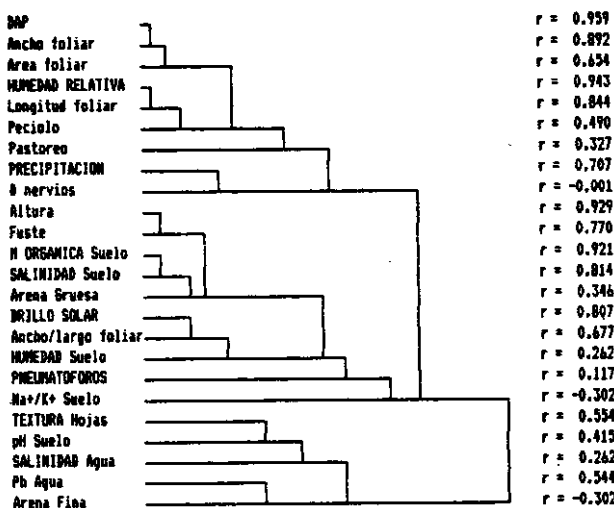 DAP r = 0.959
Ancho foliar r = 0.892
Area foliar r = 0.654
HUMEDAD RELATIVA r = 0.943
Longitud foliar r = 0.844
Peciolo r = 0.490
Pastoreo r = 0.327
PRECIPITACION r = 0.707
# nervios r = -0.001
Altura r = 0.929
Fuste r = 0.770
M ORGANICA Suelo r = 0.921
SALINIDAD Suelo r = 0.814
Arena Gruesa r = 0.346
BRILLO SOLAR r = 0.807
Ancho/largo foliar r = 0.677
HUMEDAD Suelo r = 0.262
PNEUMATOFOROS r = 0.117
Na+/K+ Suelo r = -0.302
TEXTURA Hojas r = 0.554
pH Suelo r = 0.415
SALINIDAD Agua r = 0.262
Pb Agua r = 0.544
Arena Fina r = -0.302